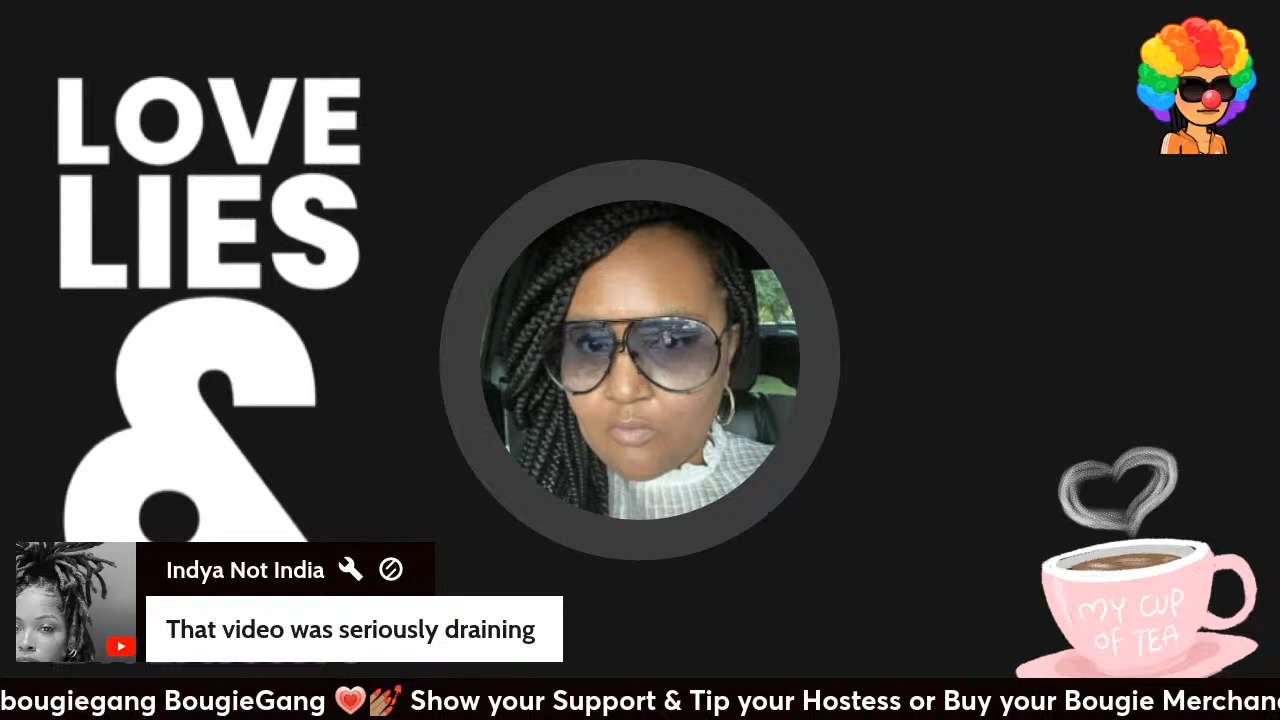 LOVE
LIES
&
Indya Not India
That video was seriously draining
MY CUP
OF TEA
bougiegang BougieGang 💗💅🏽 Show your Support & Tip your Hostess or Buy your Bougie Merchan